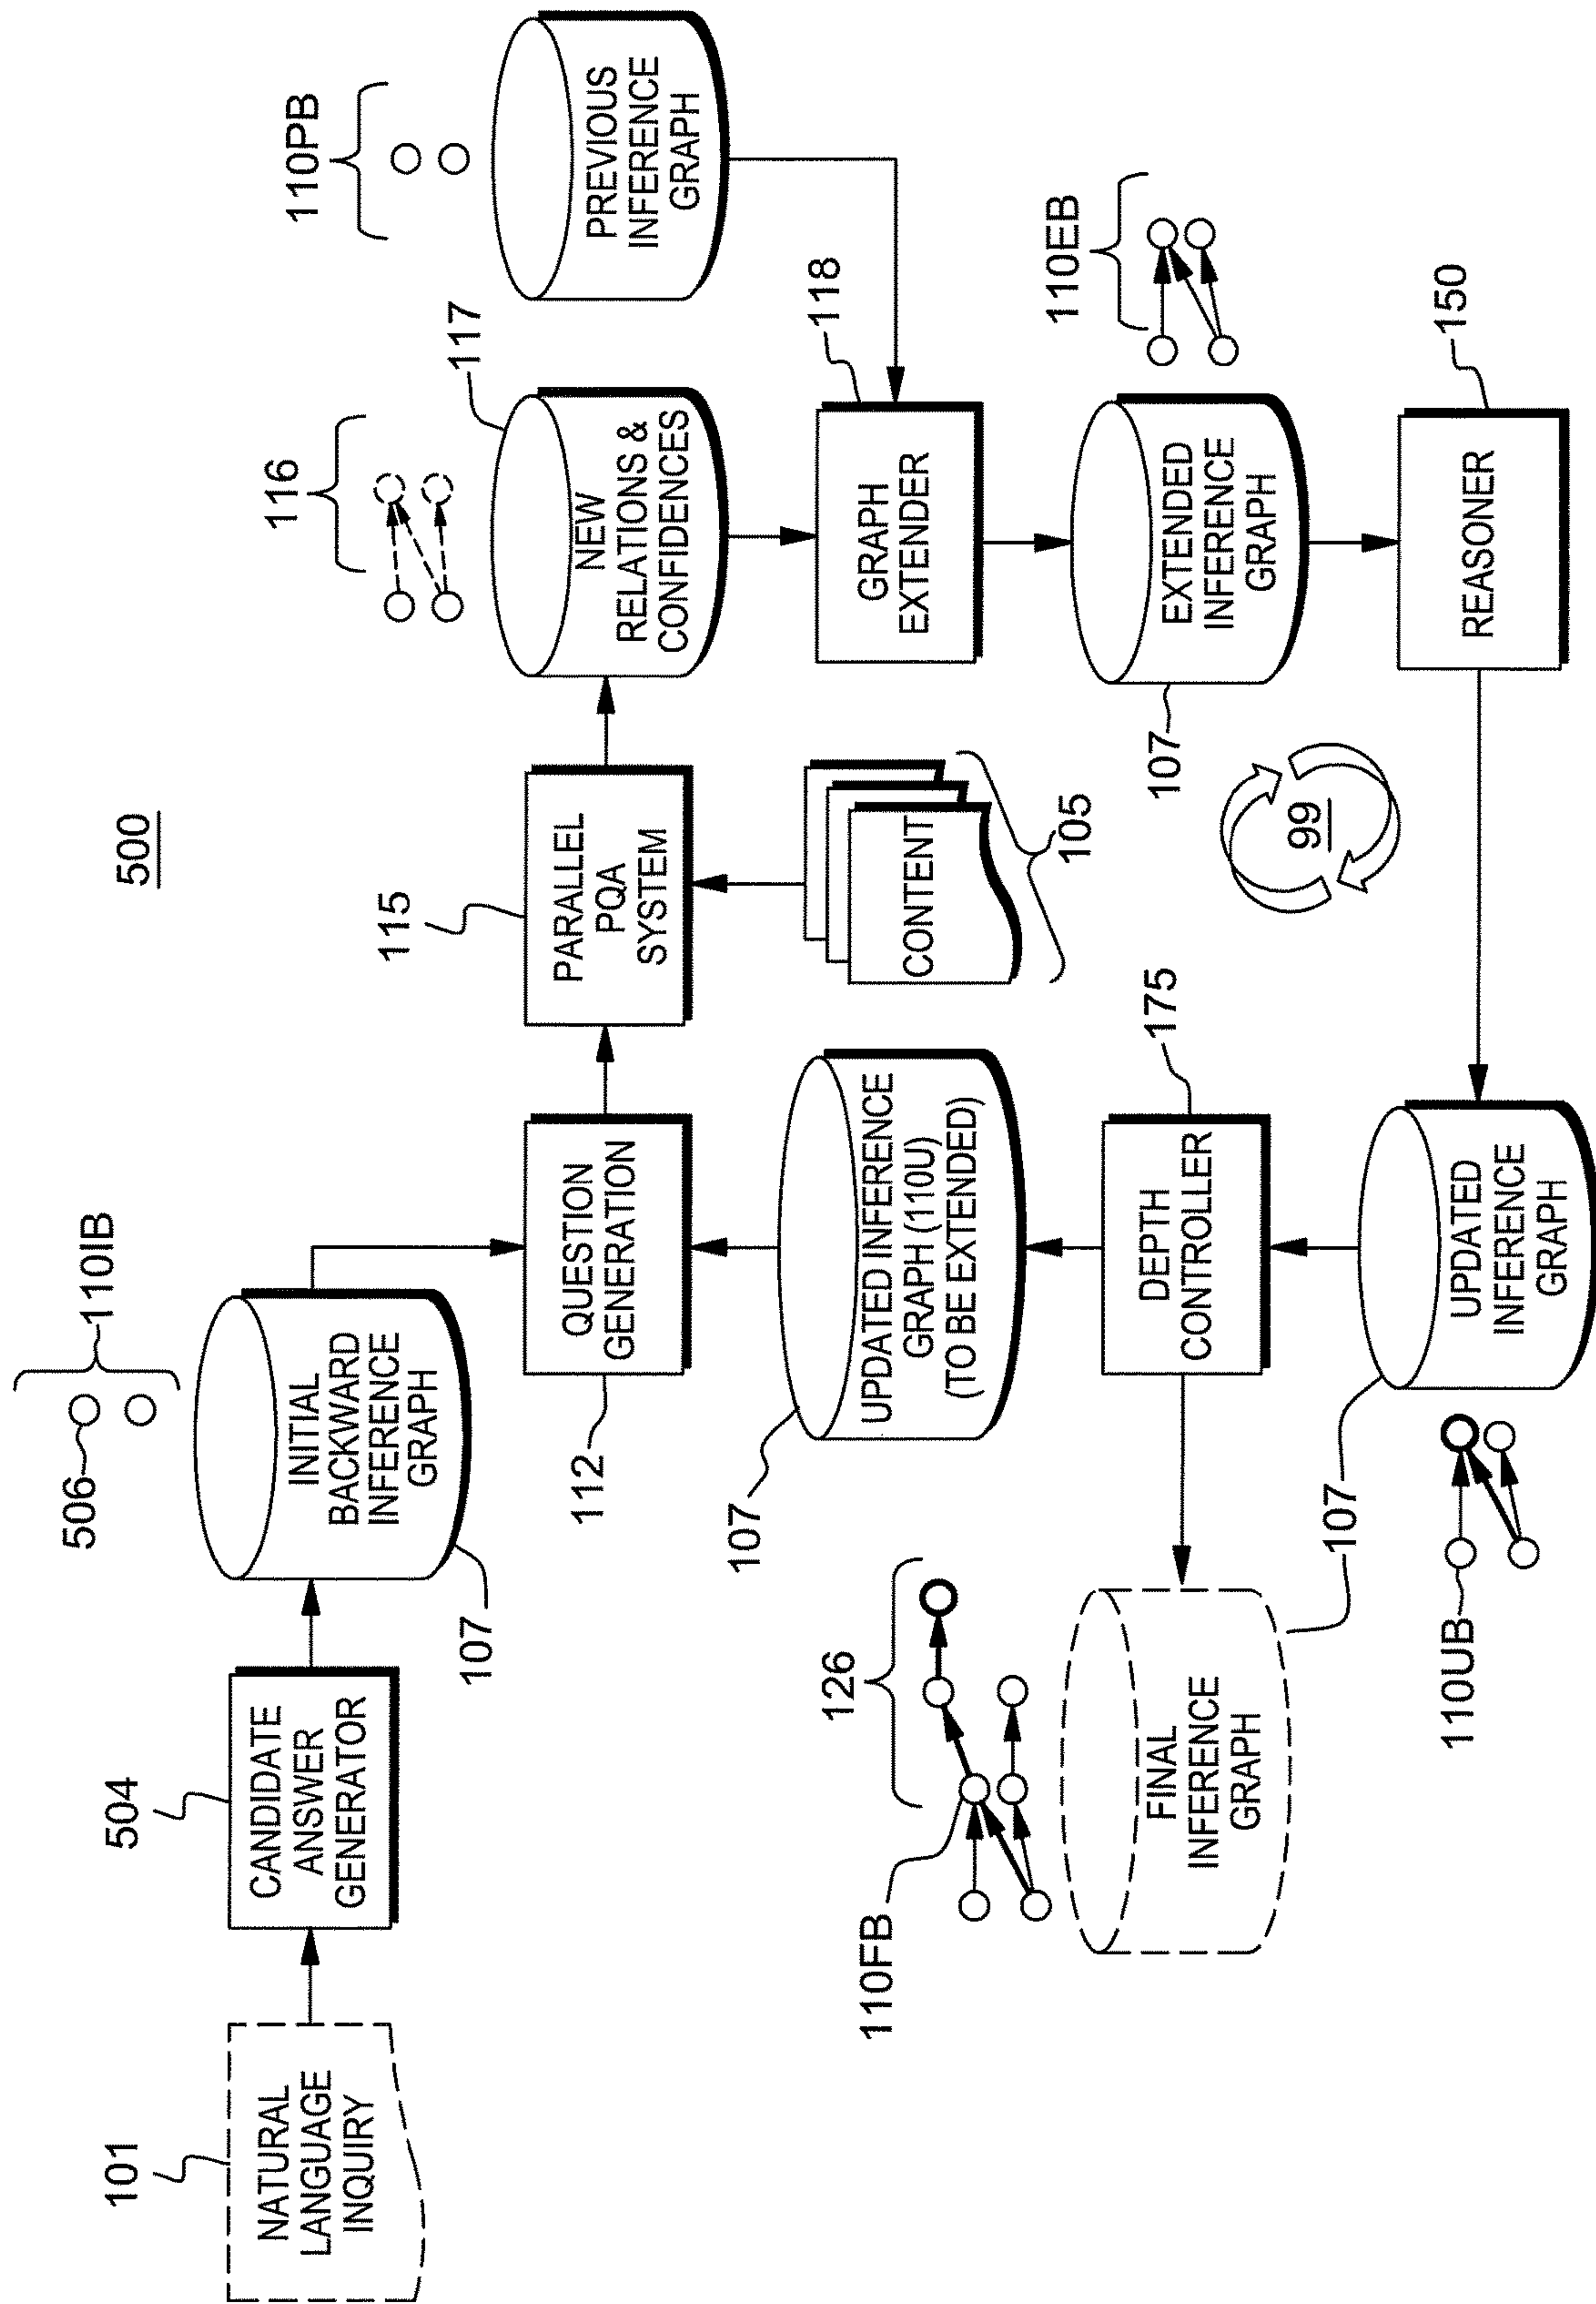 500
101
NATURAL
LANGUAGE
INQUIRY
504
CANDIDATE
ANSWER
GENERATOR
506
110IB
INITIAL
BACKWARD
INFERENCE
GRAPH
107
112
QUESTION
GENERATION
115
PARALLEL
PQA
SYSTEM
CONTENT
105
116
117
NEW
RELATIONS &
CONFIDENCES
110PB
PREVIOUS
INFERENCE
GRAPH
118
GRAPH
EXTENDER
110EB
EXTENDED
INFERENCE
GRAPH
107
150
REASONER
99
107
UPDATED INFERENCE
GRAPH (110U)
(TO BE EXTENDED)
175
DEPTH
CONTROLLER
UPDATED
INFERENCE
GRAPH
107
110UB
126
110FB
FINAL
INFERENCE
GRAPH